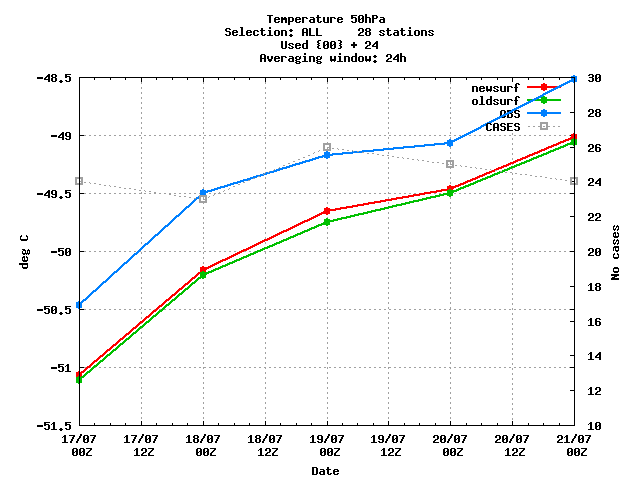 Temperature 50hPa
Selection: ALL     28 stations
Used {00} + 24
Averaging window: 24h
newsurf
oldsurf
OBS
CASES
deg C
-48.5
-49
-49.5
-50
-50.5
-51
-51.5
No cases
30
28
26
24
22
20
18
16
14
12
10
17/07 17/07 18/07 18/07 19/07 19/07 20/07 20/07 21/07
00Z 12Z 00Z 12Z 00Z 12Z 00Z 12Z 00Z
Date